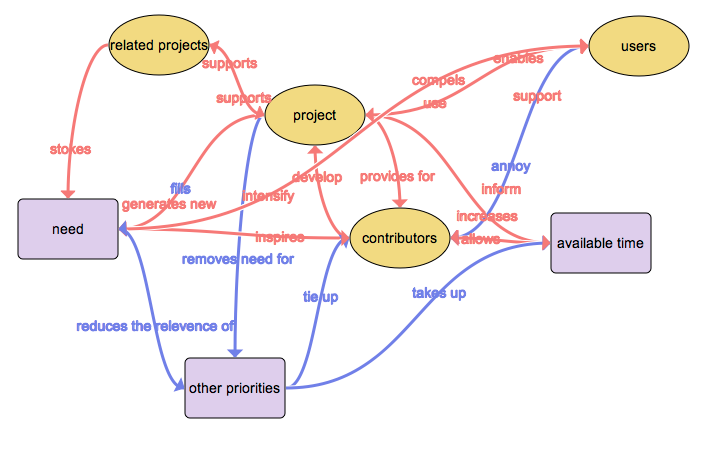 related projects
users
supports
enables
compels
supports
use
support
project
stokes
develop
provides for
annoy
fills
inform
generates new
intensify
increases
need
inspires
contributors
allows
available time
removes need for
tie up
takes up
reduces the relevence of
other priorities